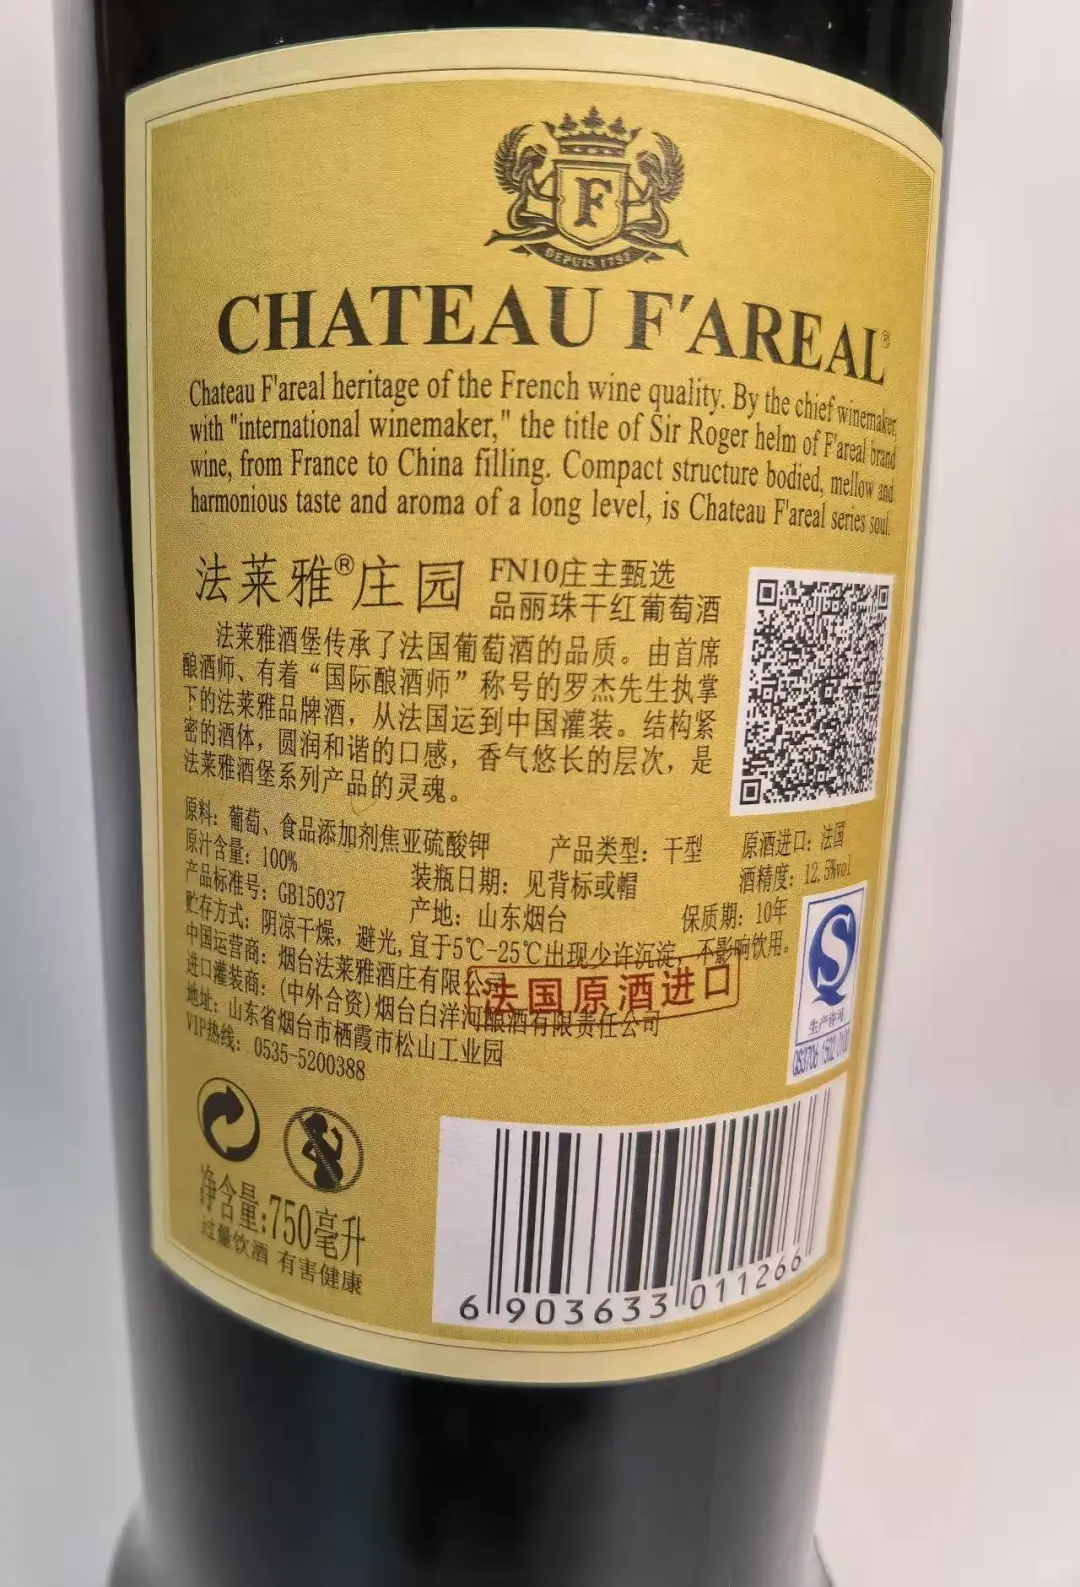 F
DEPUIS 1792
CHATEAU F'AREAL®
Chateau F'areal heritage of the French wine quality. By the chief winemaker,
with "international winemaker," the title of Sir Roger helm of F'areal brand
wine, from France to China filling. Compact structure bodied, mellow and
harmonious taste and aroma of a long level, is Chateau F'areal series soul.
法莱雅®庄园
FN10庄主甄选
品丽珠干红葡萄酒
法莱雅酒堡传承了法国葡萄酒的品质。由首席
酿酒师、有着“国际酿酒师”称号的罗杰先生执掌
下的法莱雅品牌酒，从法国运到中国灌装。结构紧
密的酒体，圆润和谐的口感，香气悠长的层次，是
法莱雅酒堡系列产品的灵魂。
原料：葡萄、食品添加剂焦亚硫酸钾 产品类型：干型 原酒进口：法国
原汁含量：100% 装瓶日期：见背标或帽 酒精度：12.5%vol
产品标准号：GB15037 产地：山东烟台 保质期：10年
贮存方式：阴凉干燥，避光,宜于5℃-25℃出现少许沉淀，不影响饮用。
中国运营商：烟台法莱雅酒庄有限公司
进口灌装商：(中外合资)烟台白洋河酿酒有限责任公司
地址：山东省烟台市栖霞市松山工业园
VIP热线：0535-5200388
法国原酒进口
生产许可
QS3706 1502 0100
净含量:750毫升
过量饮酒 有害健康
6 903633 011266